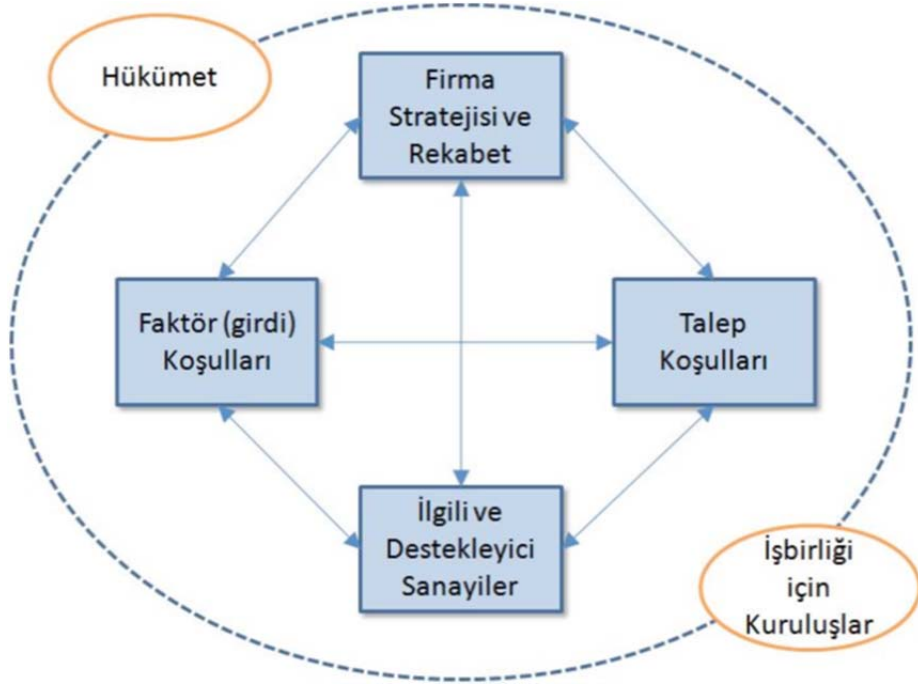 Hükümet
Firma
Stratejisi ve
Rekabet
Faktör (girdi)
Koşulları
Talep
Koşulları
İlgili ve
Destekleyici
Sanayiler
İşbirliği
için
Kuruluşlar